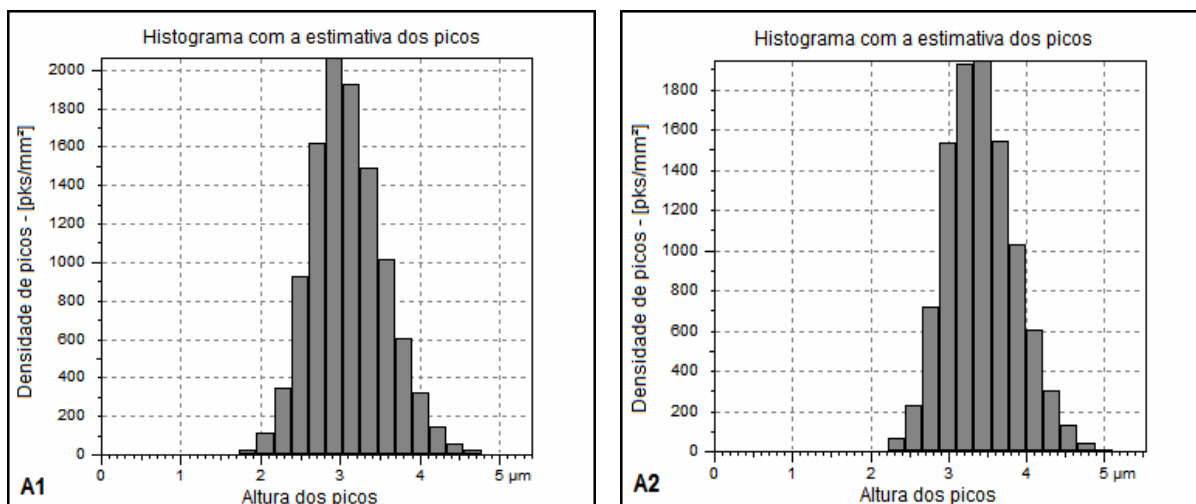 Histograma com a estimativa dos picos
Densidade de picos - [pks/mm²]
2000
1800
1600
1400
1200
1000
800
600
400
200
0
0 1 2 3 4 5 µm
Altura dos picos
A1
Histograma com a estimativa dos picos
Densidade de picos - [pks/mm²]
1800
1600
1400
1200
1000
800
600
400
200
0
0 1 2 3 4 5 µm
Altura dos picos
A2